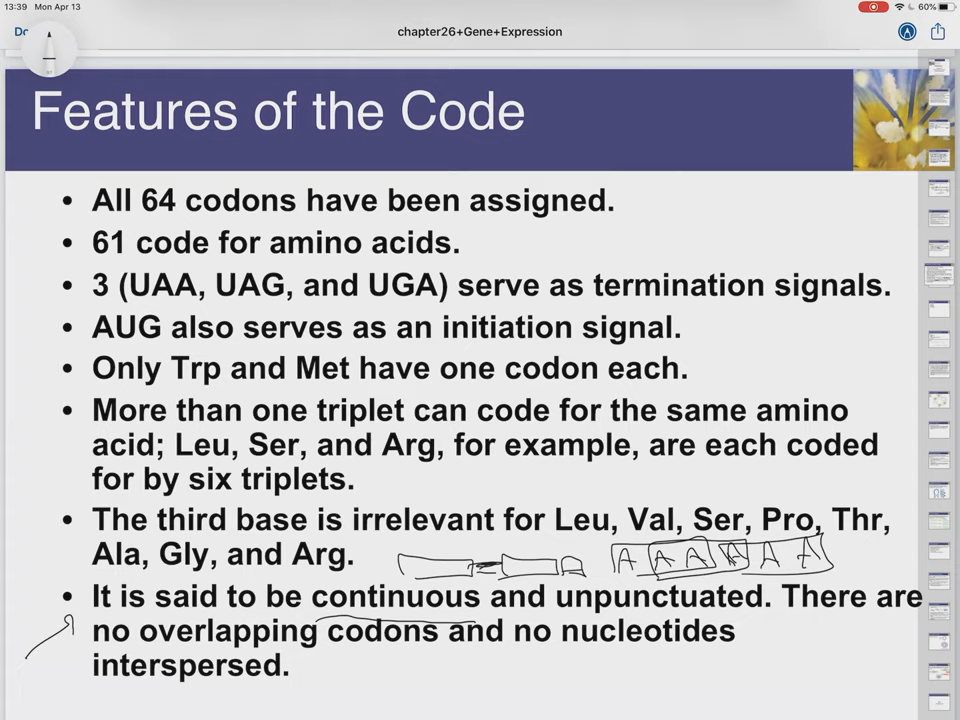 13:39 Mon Apr 13
60%
chapter26+Gene+Expression
Features of the Code
• All 64 codons have been assigned.
• 61 code for amino acids.
• 3 (UAA, UAG, and UGA) serve as termination signals.
• AUG also serves as an initiation signal.
• Only Trp and Met have one codon each.
• More than one triplet can code for the same amino
acid; Leu, Ser, and Arg, for example, are each coded
for by six triplets.
• The third base is irrelevant for Leu, Val, Ser, Pro, Thr,
Ala, Gly, and Arg.
A A A A A A
• It is said to be continuous and unpunctuated. There are
no overlapping codons and no nucleotides
interspersed.